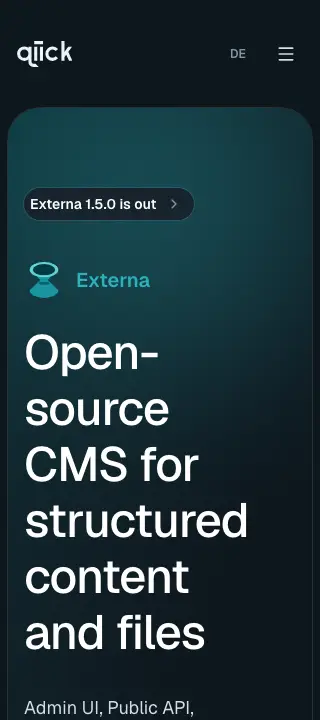 qiick
DE
Externa 1.5.0 is out
Externa
Open-
source
CMS for
structured
content
and files
Admin UI, Public API,